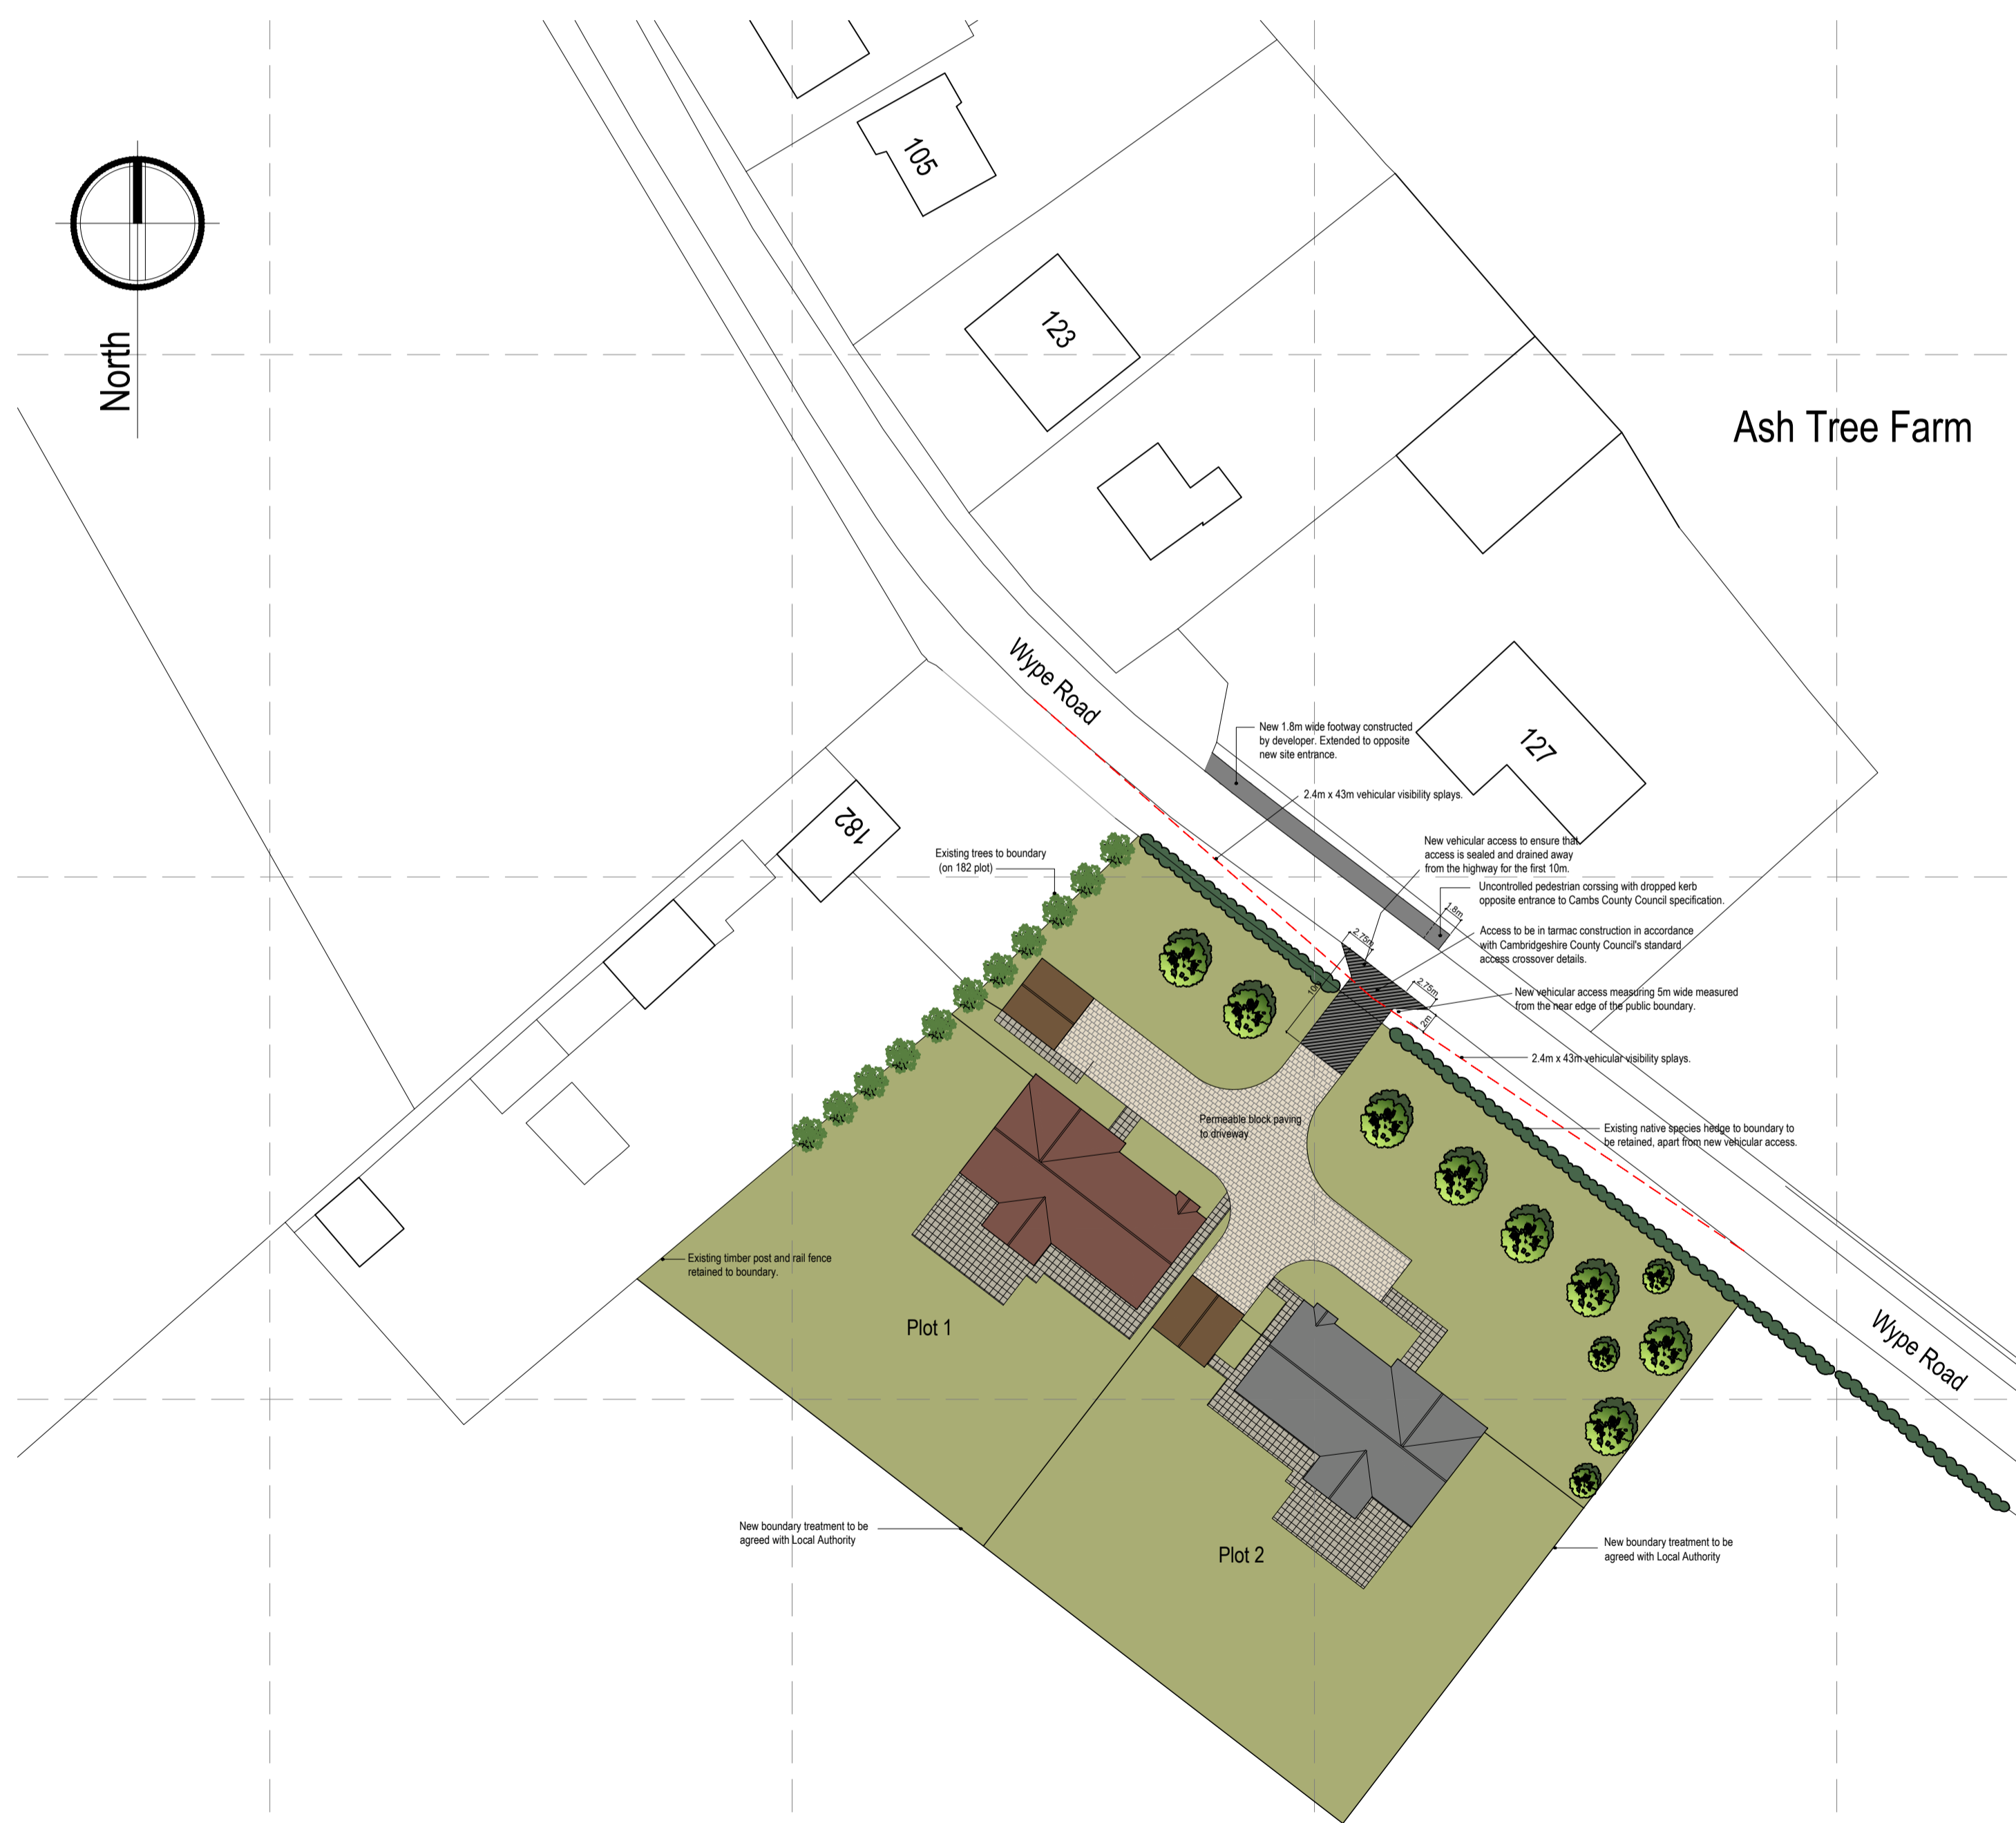 105
North
123
Ash Tree Farm
Wype Road
New 1.8m wide footway constructed
by developer. Extended to opposite
new site entrance.
127
2.4m x 43m vehicular visibility splays.
182
New vehicular access to ensure that
access is sealed and drained away
from the highway for the first 10m.
Existing trees to boundary
(on 182 plot)
Uncontrolled pedestrian corssing with dropped kerb
opposite entrance to Cambs County Council specification.
1.8m
2.75m
Access to be in tarmac construction in accordance
with Cambridgeshire County Council's standard
access crossover details.
10m
2.75m
New vehicular access measuring 5m wide measured
from the near edge of the public boundary.
2m
2.4m x 43m vehicular visibility splays.
Permeable block paving
to driveway
Existing native species hedge to boundary to
be retained, apart from new vehicular access.
Existing timber post and rail fence
retained to boundary.
Plot 1
Wype Road
New boundary treatment to be
agreed with Local Authority
Plot 2
New boundary treatment to be
agreed with Local Authority